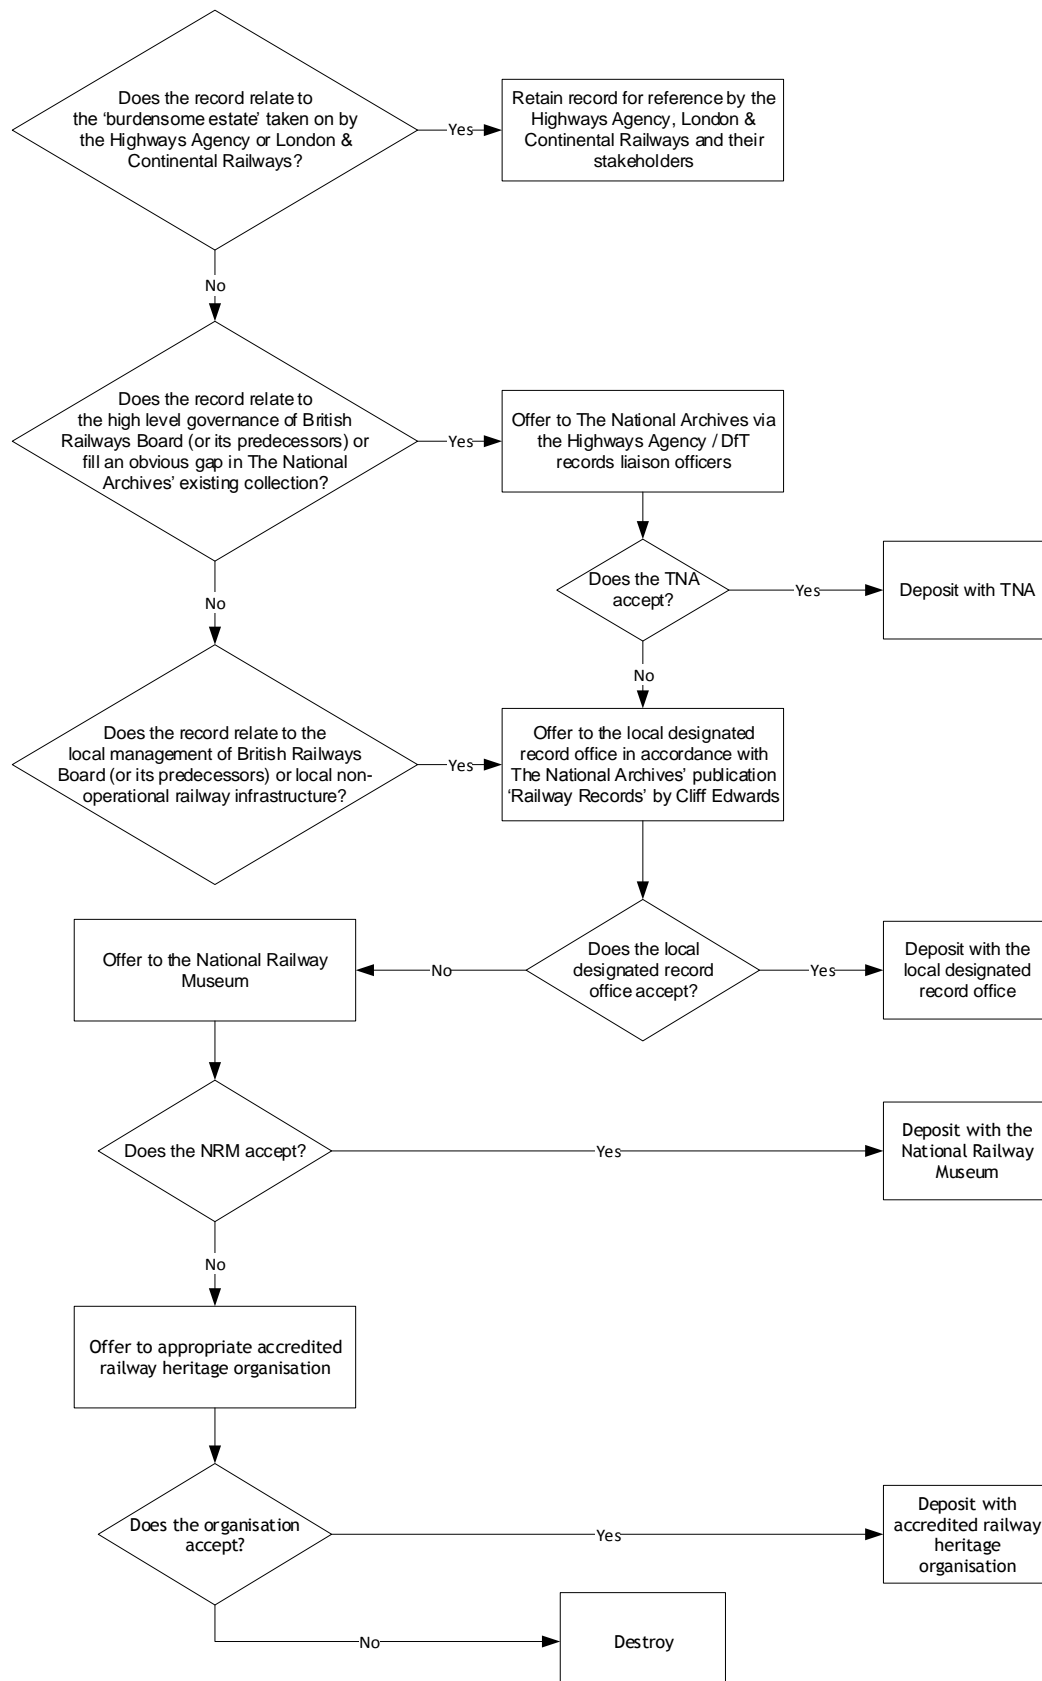 Does the record relate to
the ‘burdensome estate’ taken on by
the Highways Agency or London &
Continental Railways?
Yes
Retain record for reference by the
Highways Agency, London &
Continental Railways and their
stakeholders
No
Does the record relate to
the high level governance of British
Railways Board (or its predecessors) or
fill an obvious gap in The National
Archives’ existing collection?
Yes
Offer to The National Archives via
the Highways Agency / DfT
records liaison officers
Does the TNA
accept?
Yes
Deposit with TNA
No
No
Does the record relate to the
local management of British Railways
Board (or its predecessors) or local non-
operational railway infrastructure?
Yes
Offer to the local designated
record office in accordance with
The National Archives’ publication
‘Railway Records’ by Cliff Edwards
Does the local
designated record
office accept?
Yes
Deposit with the
local designated
record office
No
Offer to the National Railway
Museum
Does the NRM accept?
Yes
Deposit with the
National Railway
Museum
No
Offer to appropriate accredited
railway heritage organisation
Does the organisation
accept?
Yes
Deposit with
accredited railway
heritage
organisation
No
Destroy